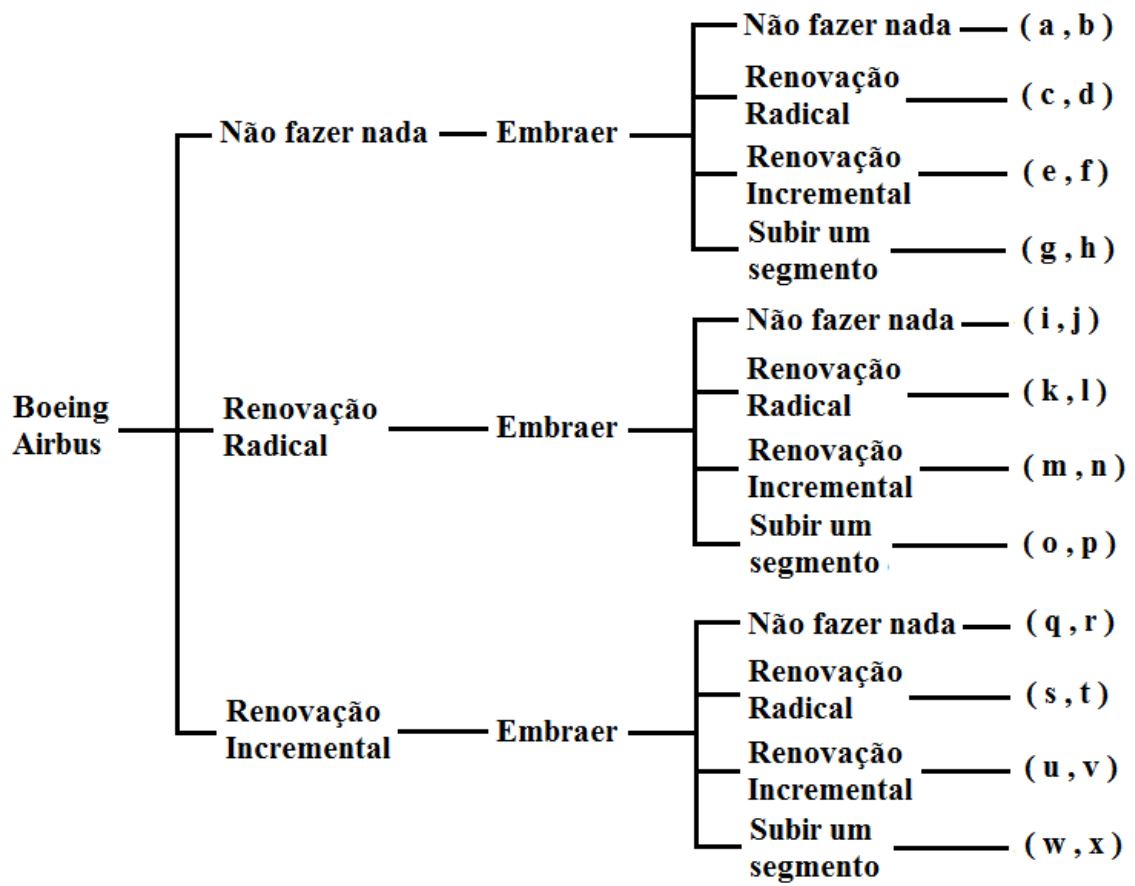 Não fazer nada ( a , b )
Renovação
Radical ( c , d )
Não fazer nada Embraer
Renovação
Incremental ( e , f )
Subir um
segmento ( g , h )
Não fazer nada ( i , j )
Renovação
Radical ( k , l )
Boeing
Airbus
Renovação
Radical
Embraer
Renovação
Incremental ( m , n )
Subir um
segmento ( o , p )
Não fazer nada ( q , r )
Renovação
Radical ( s , t )
Renovação
Incremental
Embraer
Renovação
Incremental ( u , v )
Subir um
segmento ( w , x )